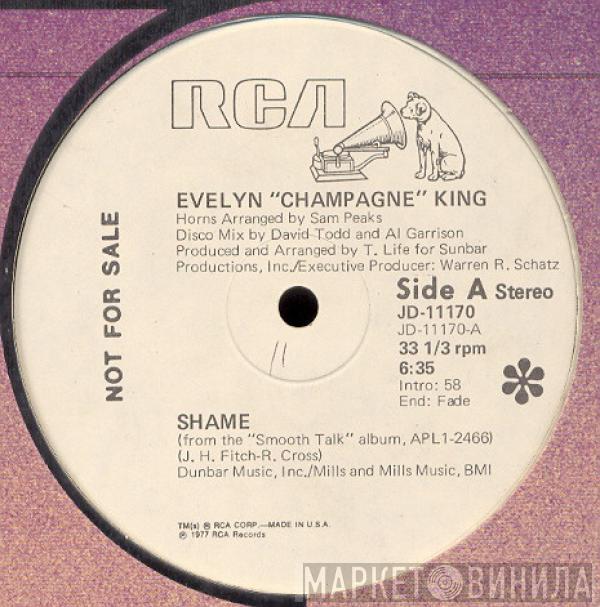 RCA
EVELYN "CHAMPAGNE" KING
Horns Arranged by Sam Peaks
Disco Mix by David Todd and Al Garrison
Produced and Arranged by T. Life for Sunbar
Productions, Inc./Executive Producer: Warren R. Schatz
NOT FOR SALE
Side A Stereo
JD-11170
JD-11170-A
33 1/3 rpm
6:35
Intro: 58
End: Fade
11
SHAME
(from the "Smooth Talk" album, APL1-2466)
(J. H. Fitch-R. Cross)
Dunbar Music, Inc./Mills and Mills Music, BMI
TM(s) ® RCA CORP.—MADE IN U.S.A.
℗ 1977 RCA Records
МАРКЕТ ВИНИЛА